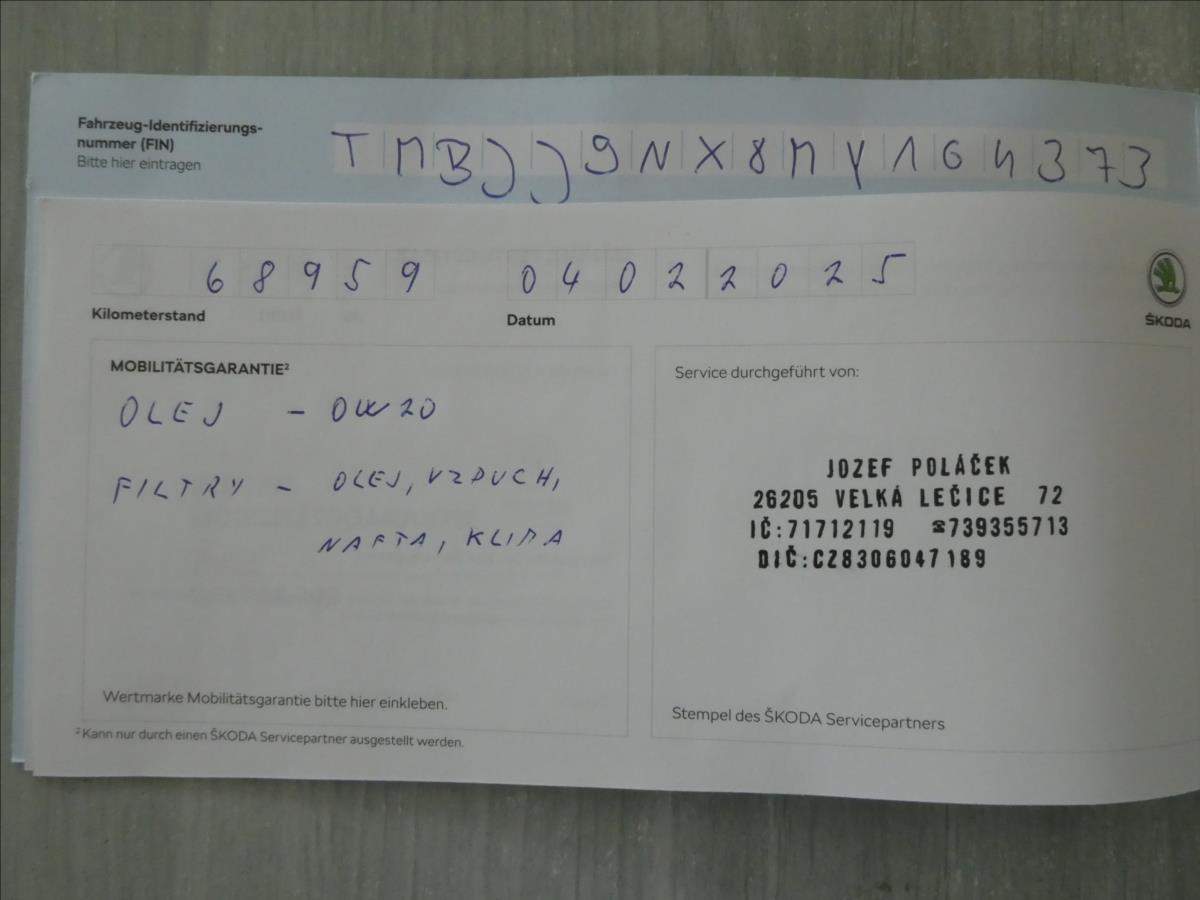 Fahrzeug-Identifizierungs-
nummer (FIN)
Bitte hier eintragen
TMBJJ9NX8MY164373
68959 04022025
Kilometerstand Datum
ŠKODA
MOBILITÄTSGARANTIE²
OLEJ - 0W20
FILTRY - OLEJ, VZDUCH,
NAFTA, KLIMA
Wertmarke Mobilitätsgarantie bitte hier einkleben.
²Kann nur durch einen ŠKODA Servicepartner ausgestellt werden.
Service durchgeführt von:
JOZEF POLÁČEK
26205 VELKÁ LEČICE 72
IČ:71712119 ☎739355713
DIČ:CZ8306047189
Stempel des ŠKODA Servicepartners